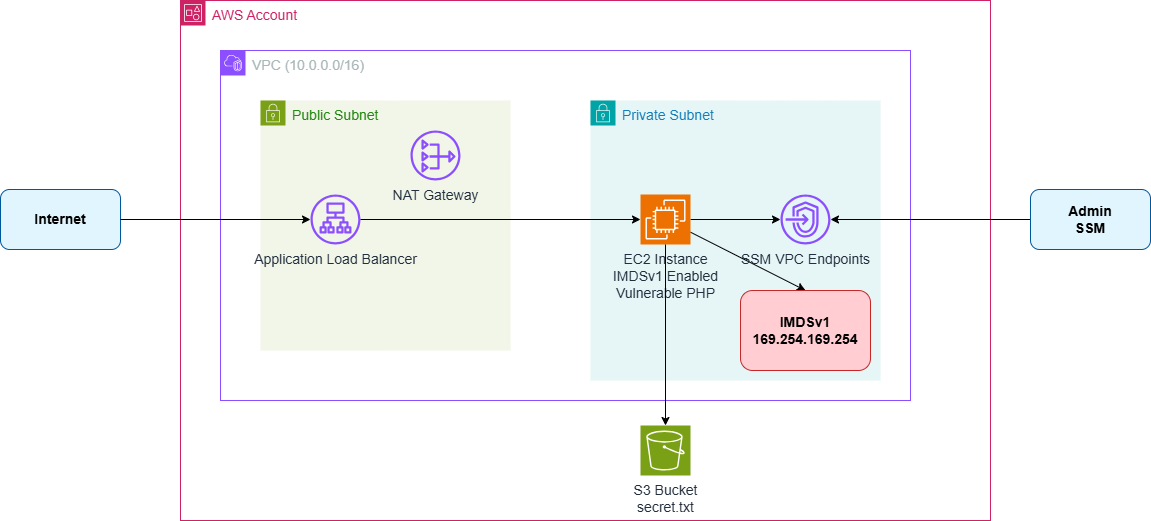 AWS Account
VPC (10.0.0.0/16)
Public Subnet
Private Subnet
NAT Gateway
Internet
Admin
SSM
Application Load Balancer
EC2 Instance
IMDSv1 Enabled
Vulnerable PHP
SSM VPC Endpoints
IMDSv1
169.254.169.254
S3 Bucket
secret.txt